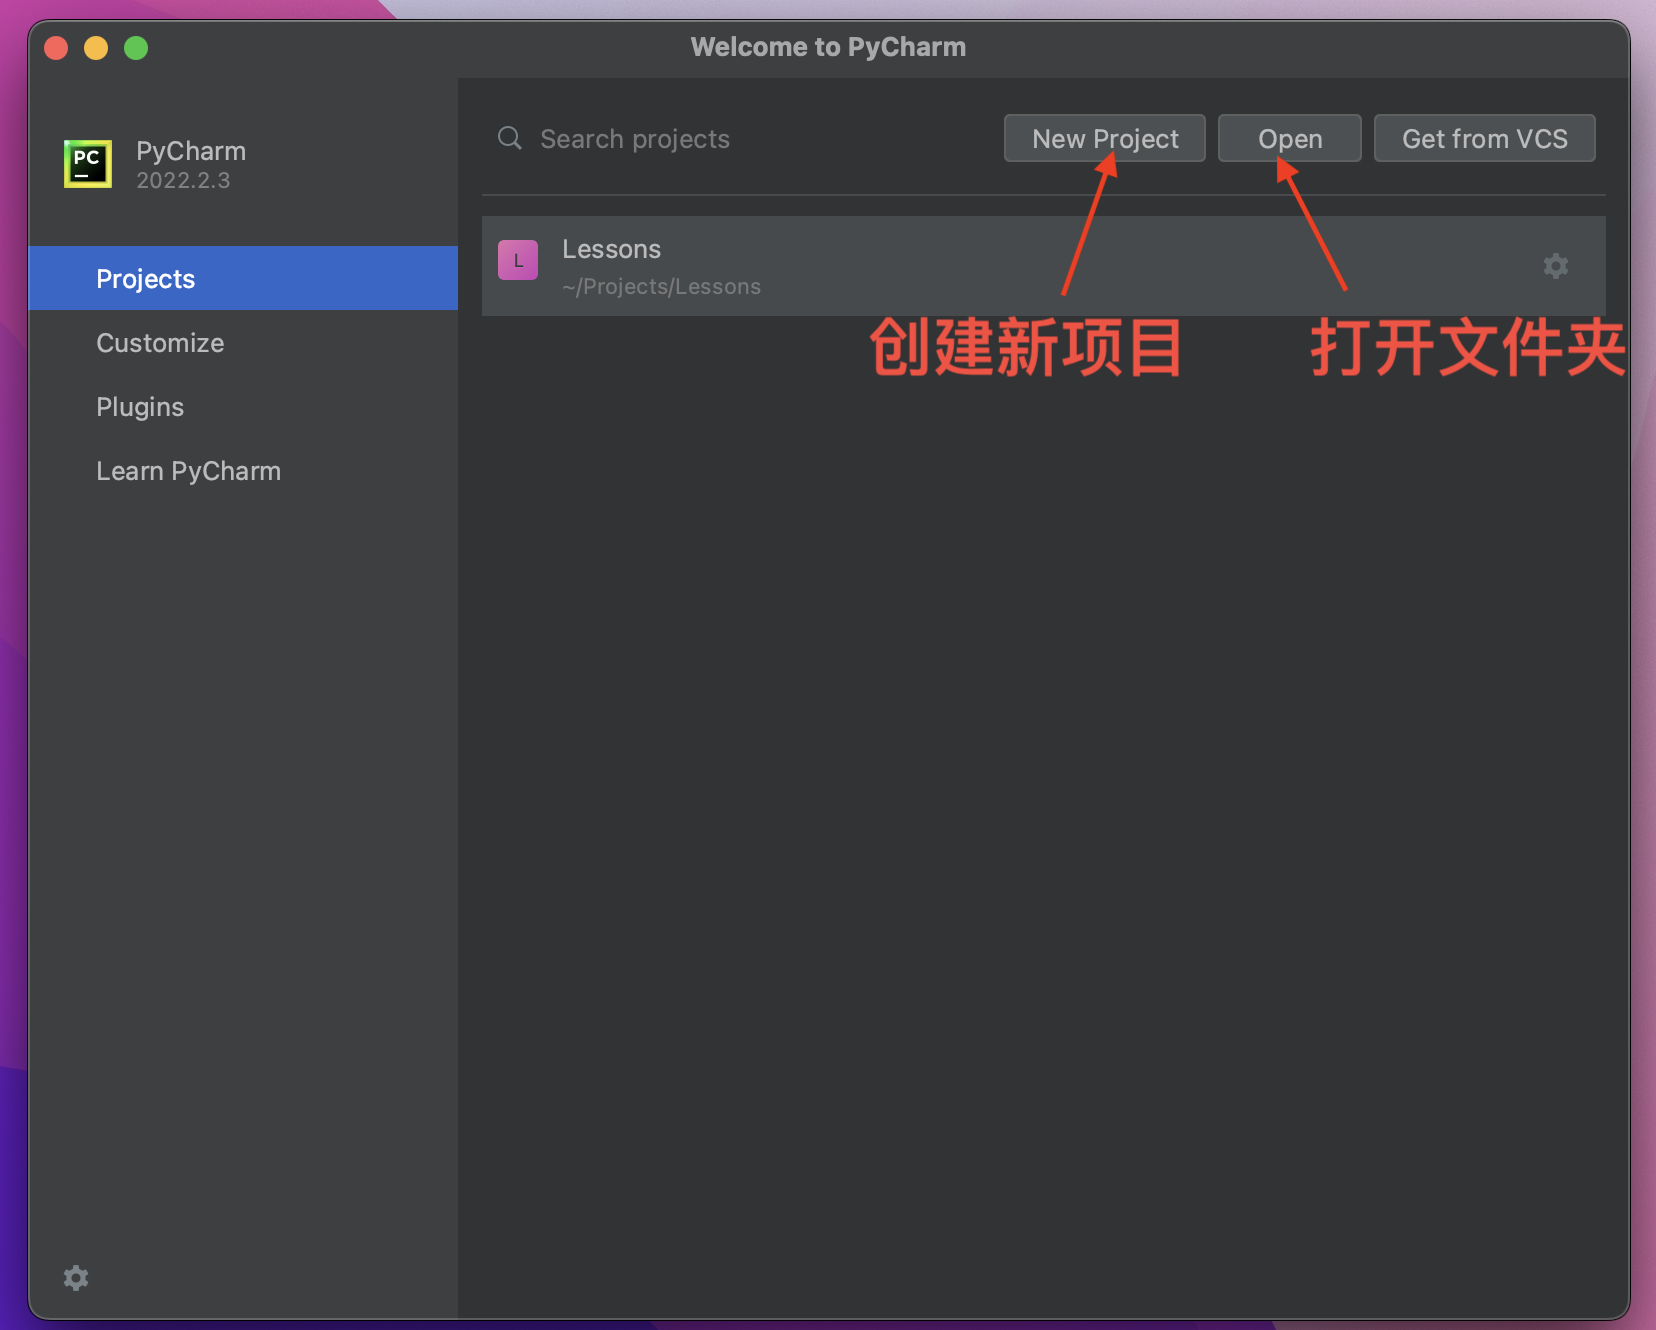 Welcome to PyCharm
PC
PyCharm
2022.2.3
Projects
Customize
Plugins
Learn PyCharm
Search projects
New Project
Open
Get from VCS
L
Lessons
~/Projects/Lessons
创建新项目
打开文件夹